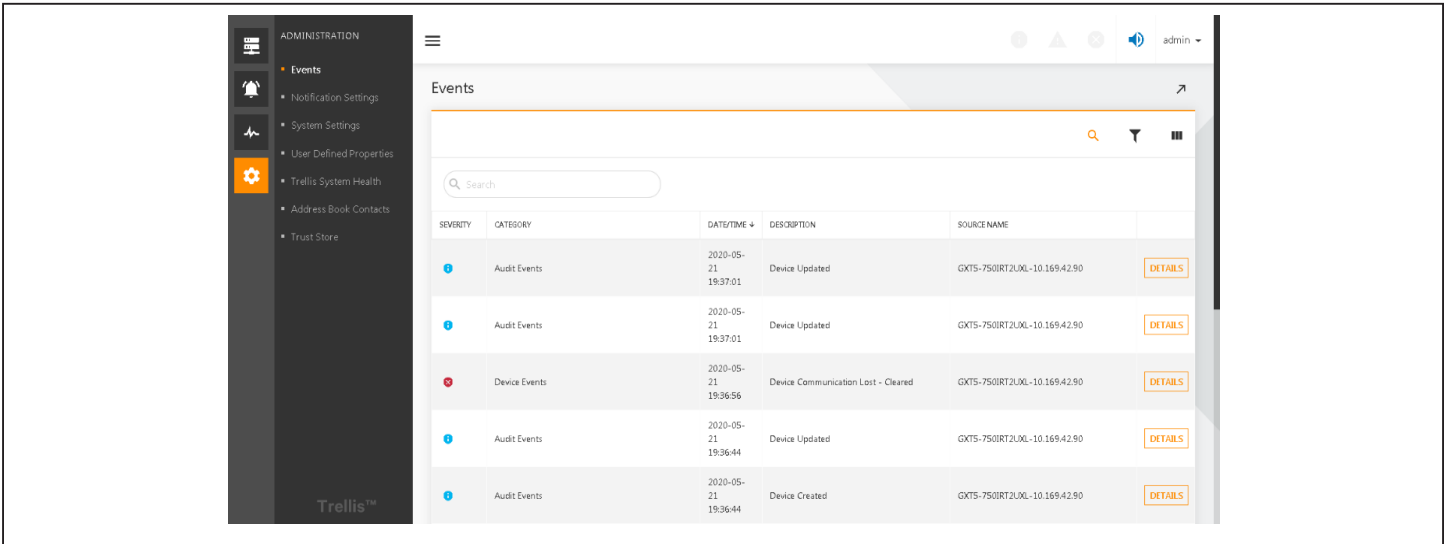 ADMINISTRATION
Events
Notification Settings
System Settings
User Defined Properties
Trellis System Health
Address Book Contacts
Trust Store
Trellis™
admin
Events
Search
SEVERITY CATEGORY DATE/TIME ↓ DESCRIPTION SOURCE NAME
Audit Events 2020-05-21 19:37:01 Device Updated GXT5-750IRT2UXL-10.169.42.90 DETAILS
Audit Events 2020-05-21 19:37:01 Device Updated GXT5-750IRT2UXL-10.169.42.90 DETAILS
Device Events 2020-05-21 19:36:56 Device Communication Lost - Cleared GXT5-750IRT2UXL-10.169.42.90 DETAILS
Audit Events 2020-05-21 19:36:44 Device Updated GXT5-750IRT2UXL-10.169.42.90 DETAILS
Audit Events 2020-05-21 19:36:44 Device Created GXT5-750IRT2UXL-10.169.42.90 DETAILS